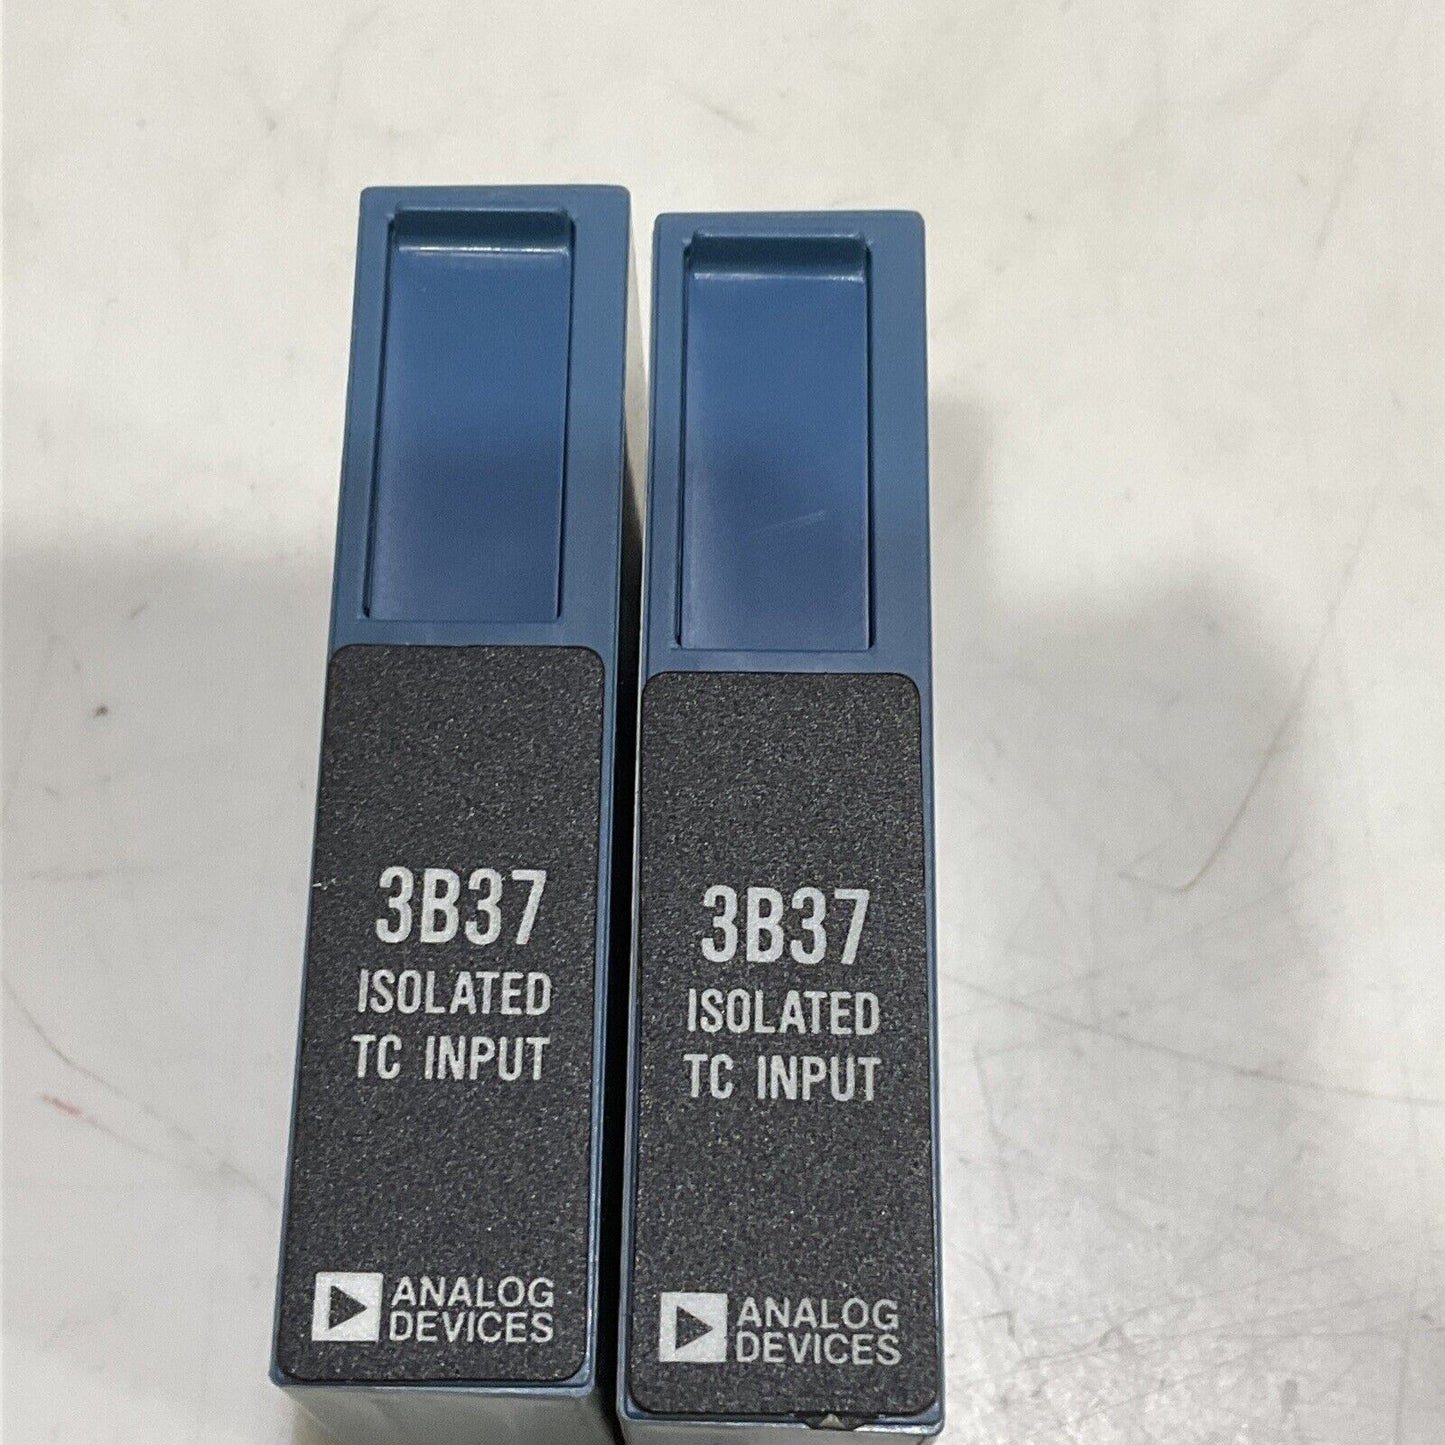 3B37
ISOLATED
TC INPUT
ANALOG
DEVICES
3B37
ISOLATED
TC INPUT
ANALOG
DEVICES